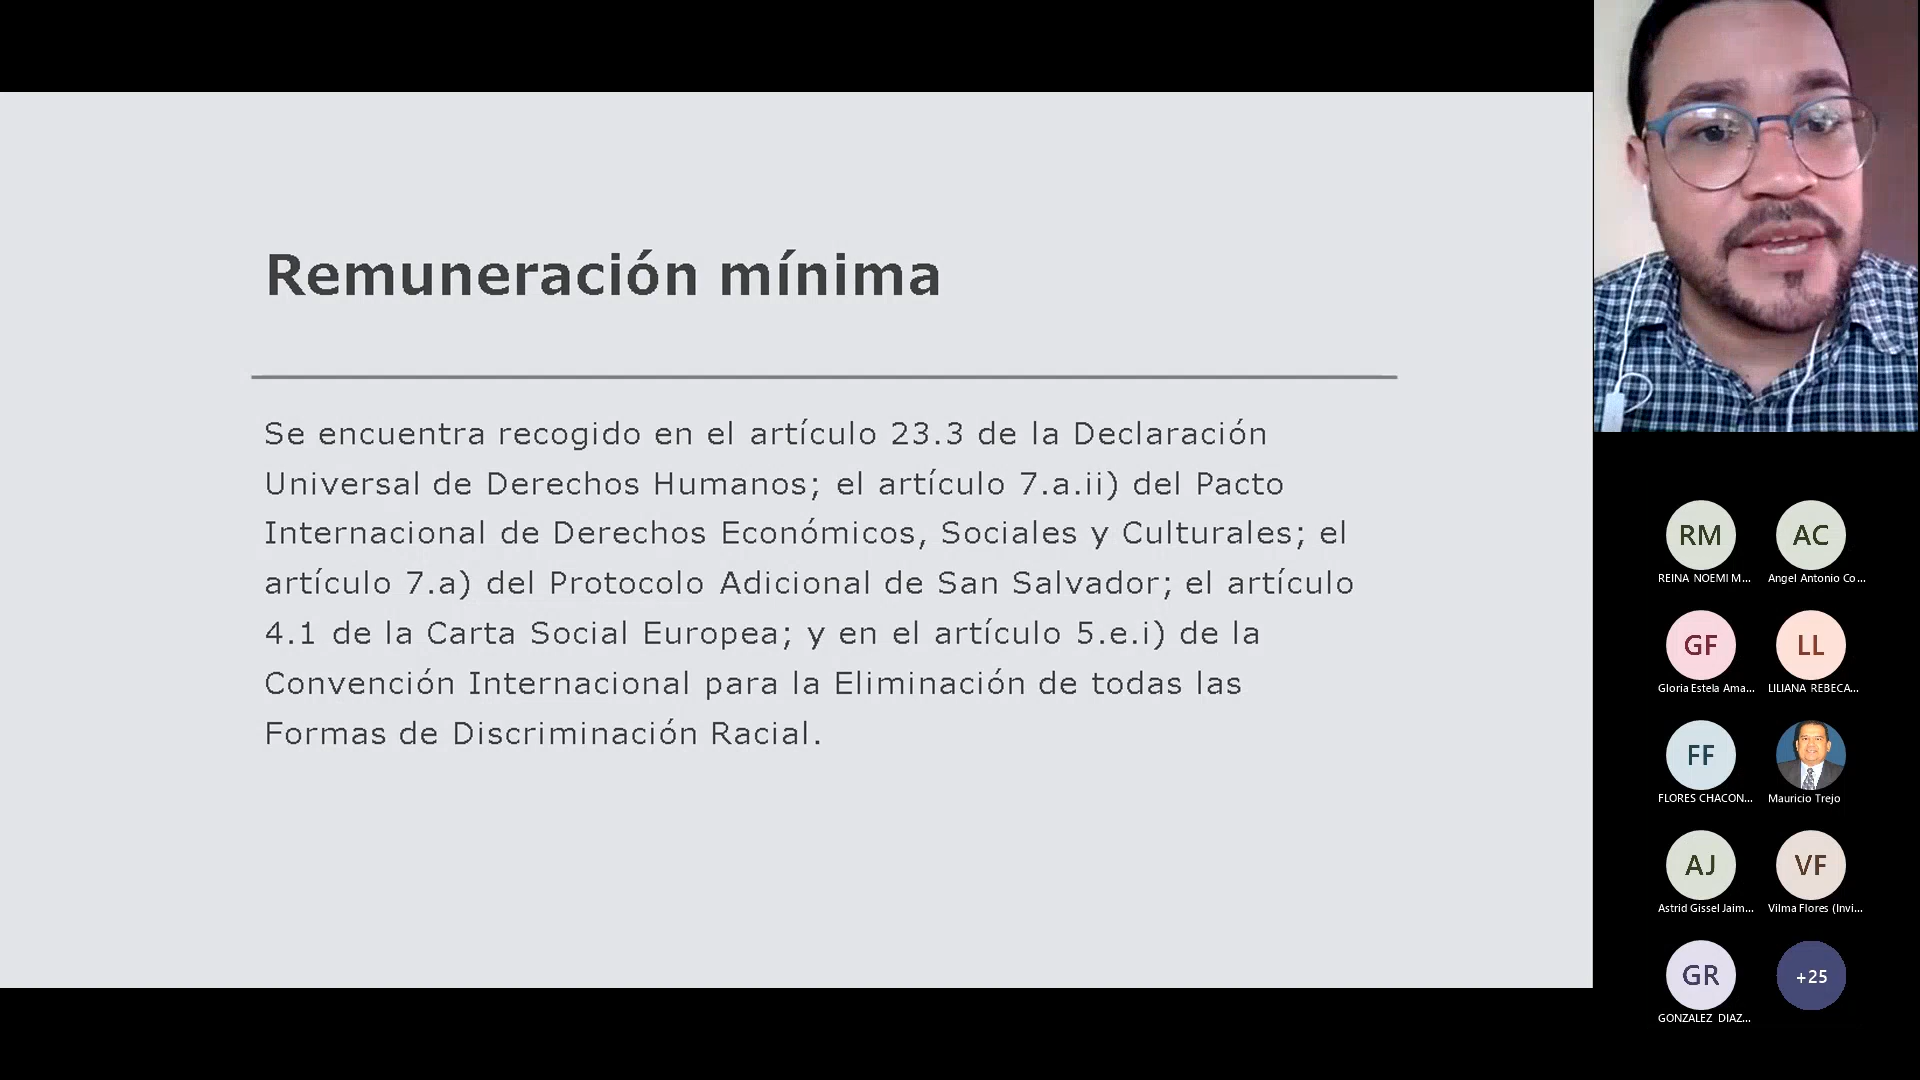 Remuneración mínima
Se encuentra recogido en el artículo 23.3 de la Declaración
Universal de Derechos Humanos; el artículo 7.a.ii) del Pacto
Internacional de Derechos Económicos, Sociales y Culturales; el
artículo 7.a) del Protocolo Adicional de San Salvador; el artículo
4.1 de la Carta Social Europea; y en el artículo 5.e.i) de la
Convención Internacional para la Eliminación de todas las
Formas de Discriminación Racial.
RM AC
REINA NOEMI M... Angel Antonio Co...
GF LL
Gloria Estela Ama... LILIANA REBECA...
FF
FLORES CHACON... Mauricio Trejo
AJ VF
Astrid Gissel Jaim... Vilma Flores (Invi...
GR +25
GONZALEZ DIAZ...